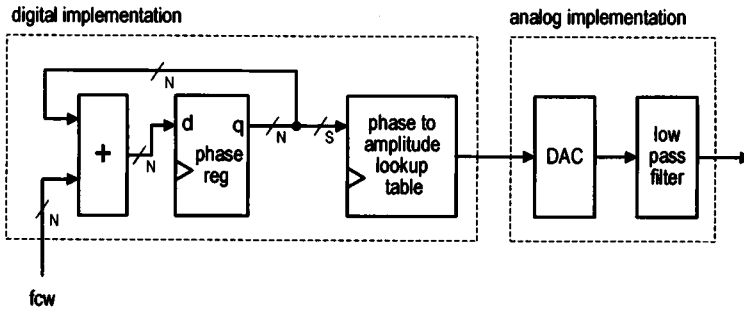 digital implementation
analog implementation
N
+
N
d
q
phase
reg
N
S
phase to
amplitude
lookup
table
DAC
low
pass
filter
N
fcw